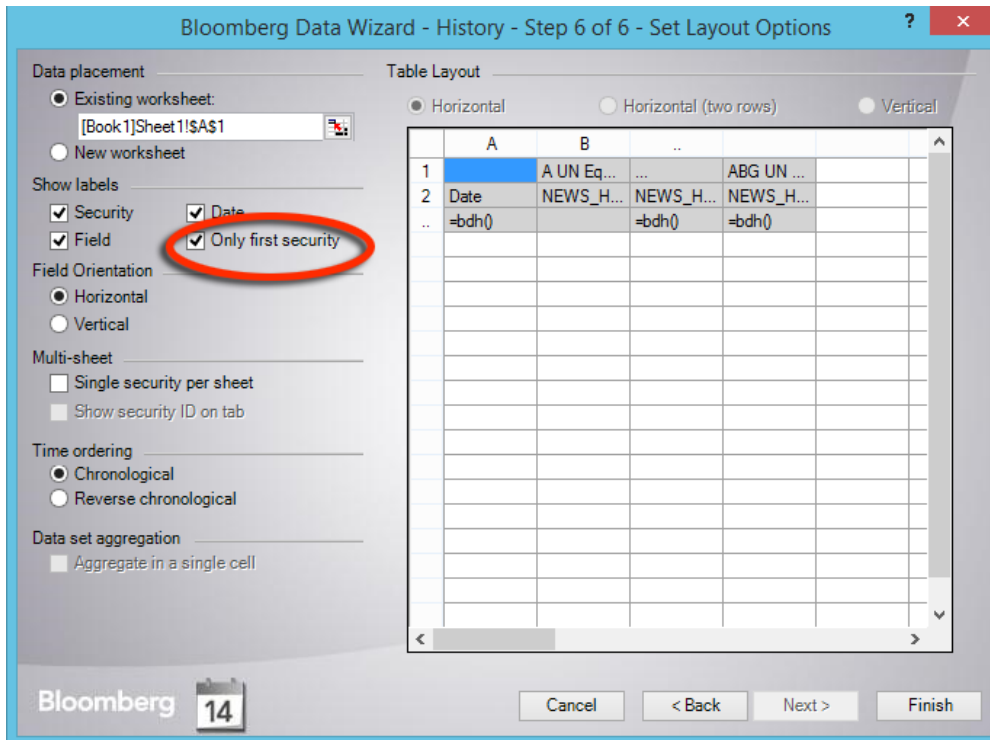 Bloomberg Data Wizard - History - Step 6 of 6 - Set Layout Options ? ×
Data placement
Existing worksheet:
[Book1]Sheet1!$A$1
New worksheet
Show labels
Security Date
Field Only first security
Field Orientation
Horizontal
Vertical
Multi-sheet
Single security per sheet
Show security ID on tab
Time ordering
Chronological
Reverse chronological
Data set aggregation
Aggregate in a single cell
Table Layout
Horizontal Horizontal (two rows) Vertical
A B ..
1 A UN Eq... ... ABG UN ...
2 Date NEWS_H... NEWS_H... NEWS_H...
.. =bdh() =bdh() =bdh()
Bloomberg 14
Cancel < Back Next > Finish